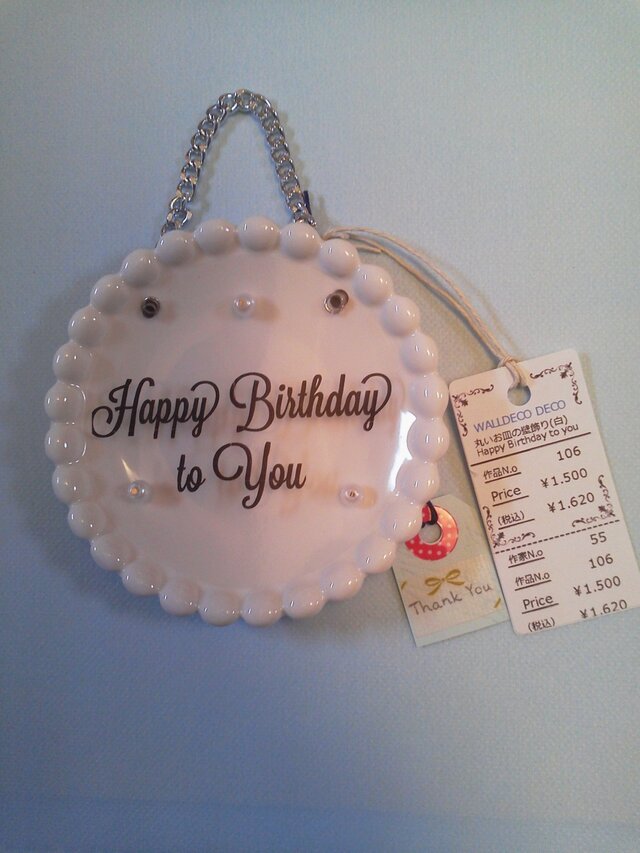 Happy Birthday
to You
WALLDECO DECO
丸いお皿の壁飾り(白)
Happy Birthday to you
作品N.o 106
Price ¥1.500
(税込) ¥1.620
作家N.o 55
作品N.o 106
Price ¥1.500
(税込) ¥1.620
Thank You